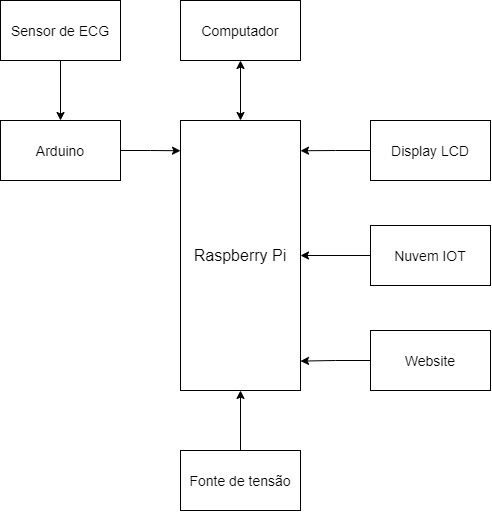 Sensor de ECG
Computador
Arduino
Display LCD
Raspberry Pi
Nuvem IOT
Website
Fonte de tensão